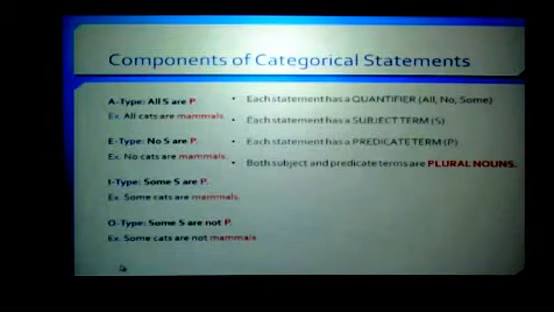 Components of Categorical Statements
A-Type: All S are P.
Ex. All cats are mammals.
E-Type: No S are P.
Ex. No cats are mammals.
I-Type: Some S are P.
Ex. Some cats are mammals.
O-Type: Some S are not P.
Ex. Some cats are not mammals
• Each statement has a QUANTIFIER (All, No, Some)
• Each statement has a SUBJECT TERM (S)
• Each statement has a PREDICATE TERM (P)
• Both subject and predicate terms are PLURAL NOUNS.